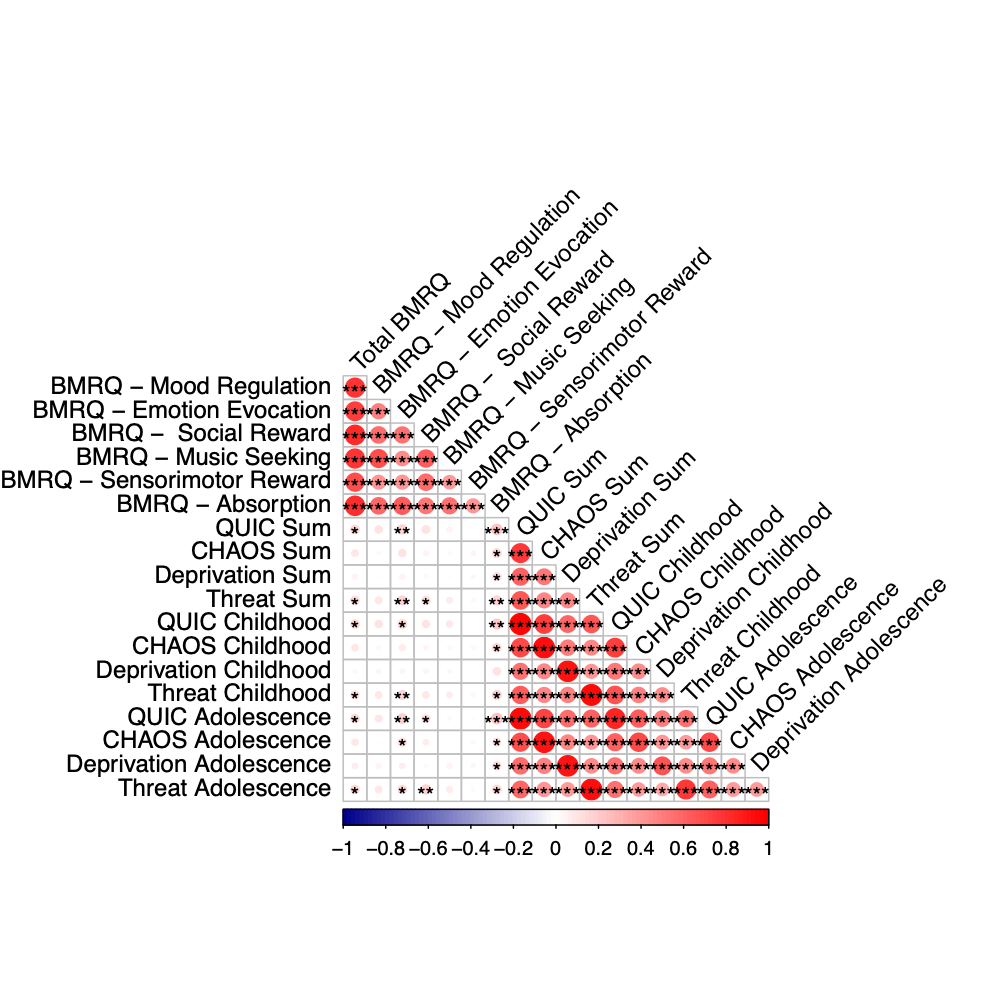 Total BMRQ
BMRQ − Mood Regulation
BMRQ − Emotion Evocation
BMRQ −  Social Reward
BMRQ − Music Seeking
BMRQ − Sensorimotor Reward
BMRQ − Absorption
QUIC Sum
CHAOS Sum
Deprivation Sum
Threat Sum
QUIC Childhood
CHAOS Childhood
Deprivation Childhood
Threat Childhood
QUIC Adolescence
CHAOS Adolescence
Deprivation Adolescence
BMRQ − Mood Regulation ***
BMRQ − Emotion Evocation ******
BMRQ −  Social Reward *********
BMRQ − Music Seeking ************
BMRQ − Sensorimotor Reward ***************
BMRQ − Absorption ******************
QUIC Sum * ** ***
CHAOS Sum * ***
Deprivation Sum * ******
Threat Sum * ** * ** *********
QUIC Childhood * * ** ************
CHAOS Childhood * ***************
Deprivation Childhood ******************
Threat Childhood * ** * *********************
QUIC Adolescence * ** * *** ************************
CHAOS Adolescence * * ***************************
Deprivation Adolescence * ******************************
Threat Adolescence * * ** * *********************************
−1 −0.8 −0.6 −0.4 −0.2 0 0.2 0.4 0.6 0.8 1